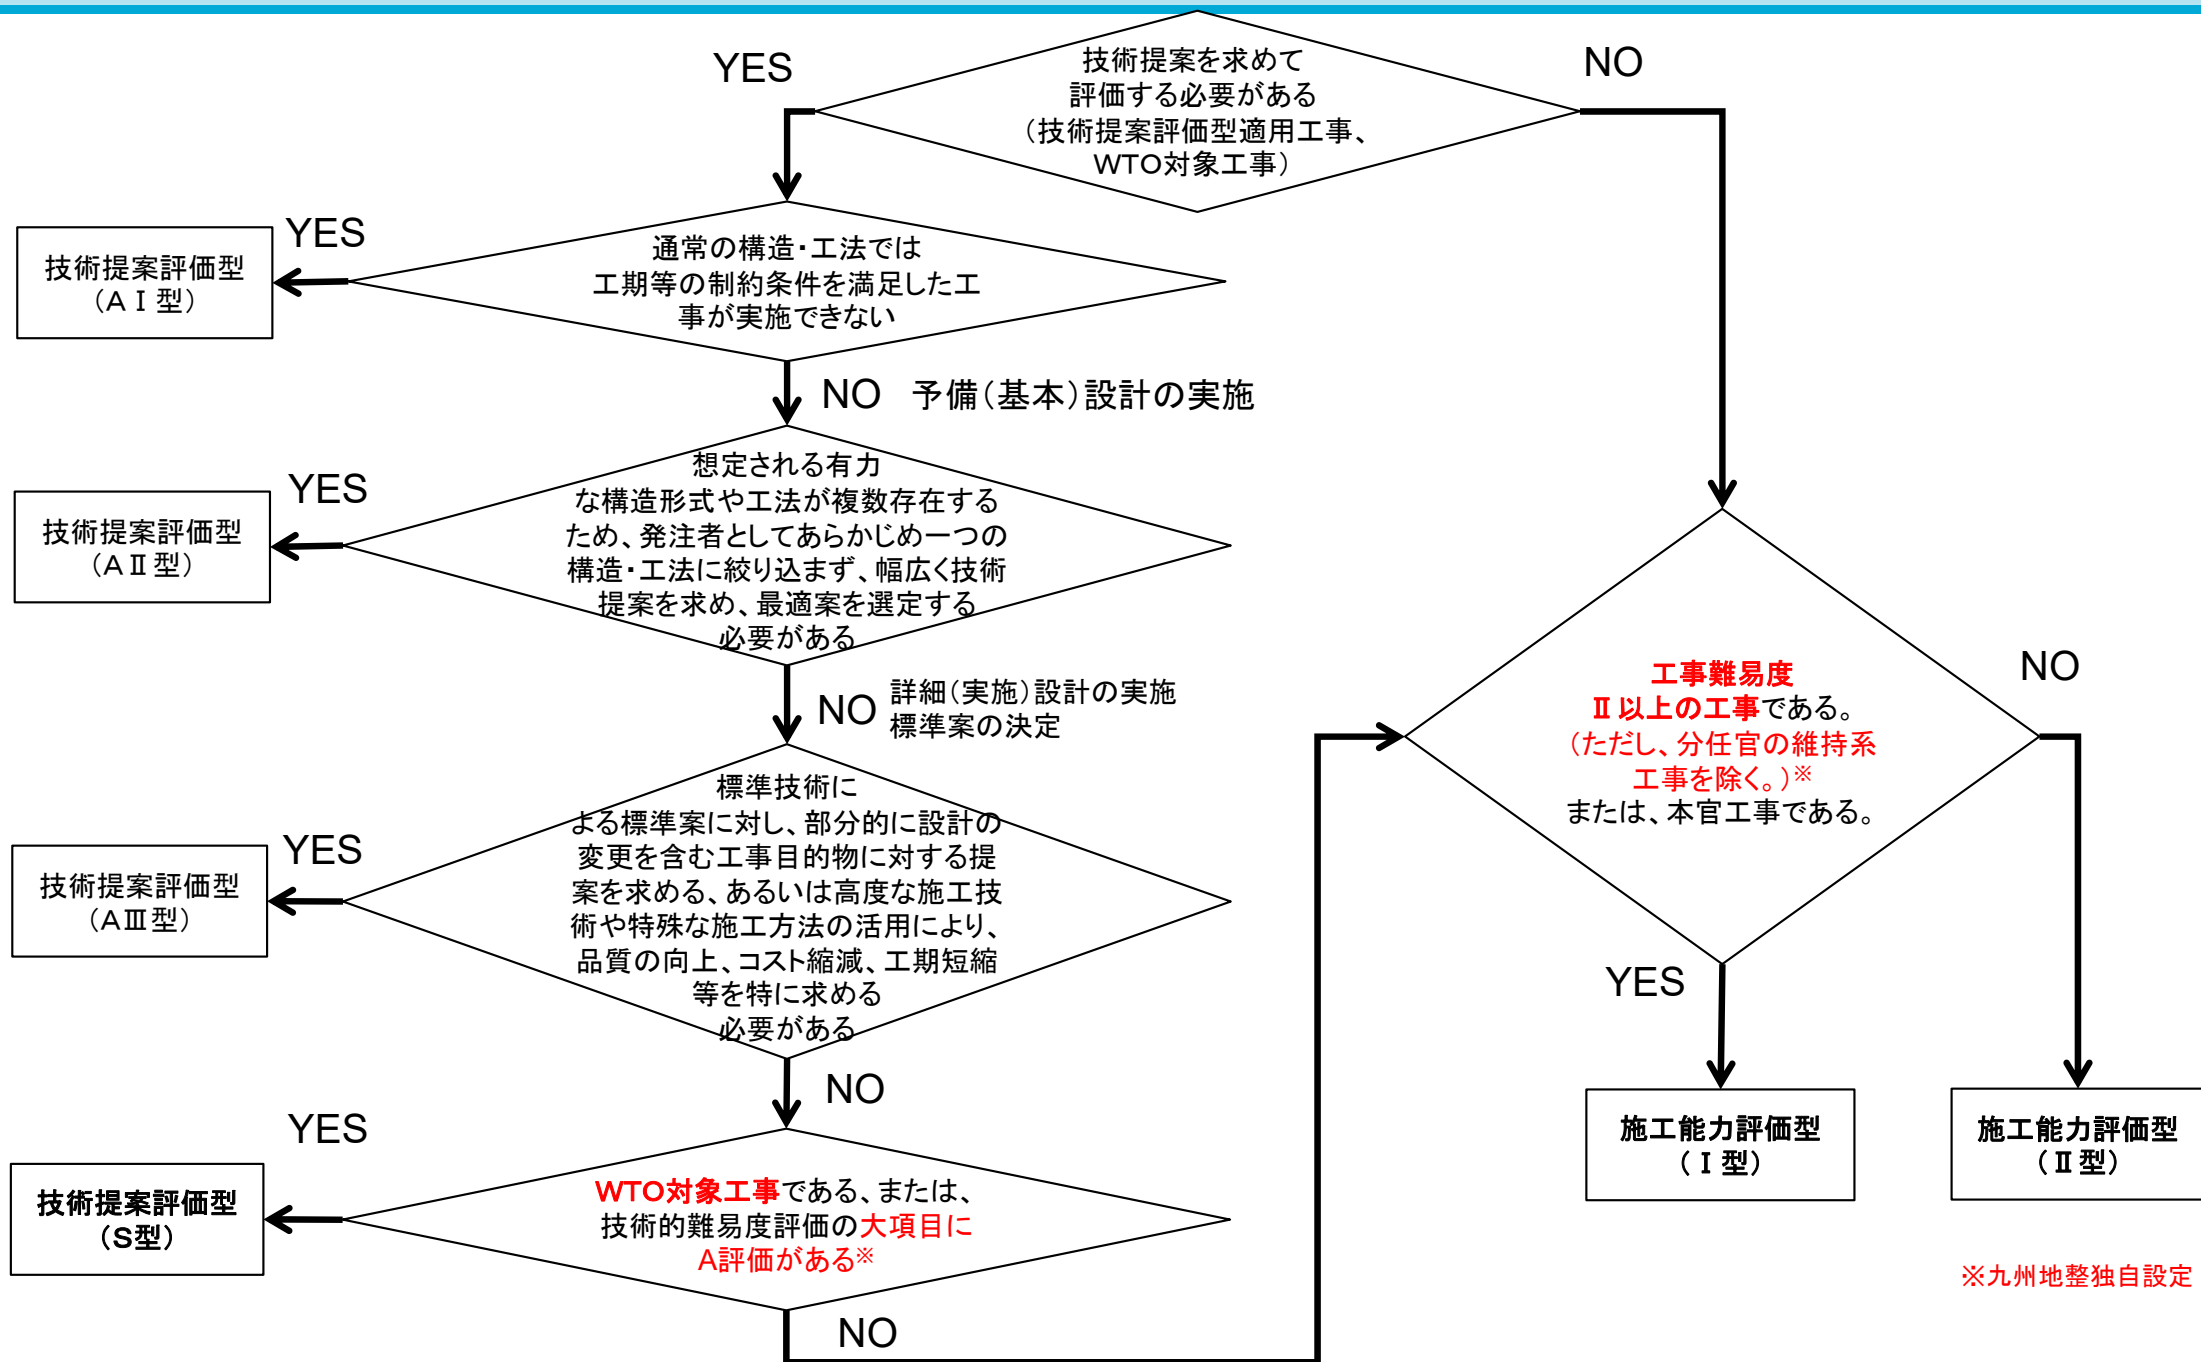 技術提案を求めて
評価する必要がある
（技術提案評価型適用工事、
WTO対象工事）
YES
NO
通常の構造・工法では
工期等の制約条件を満足した工
事が実施できない
YES
技術提案評価型
（AⅠ型）
NO 予備（基本）設計の実施
想定される有力
な構造形式や工法が複数存在する
ため、発注者としてあらかじめ一つの
構造・工法に絞り込まず、幅広く技術
提案を求め、最適案を選定する
必要がある
YES
技術提案評価型
（AⅡ型）
NO
詳細（実施）設計の実施
標準案の決定
標準技術に
よる標準案に対し、部分的に設計の
変更を含む工事目的物に対する提
案を求める、あるいは高度な施工技
術や特殊な施工方法の活用により、
品質の向上、コスト縮減、工期短縮
等を特に求める
必要がある
YES
技術提案評価型
（AⅢ型）
NO
WTO対象工事である、または、
技術的難易度評価の大項目に
A評価がある※
YES
技術提案評価型
（S型）
NO
工事難易度
Ⅱ以上の工事である。
（ただし、分任官の維持系
工事を除く。）※
または、本官工事である。
YES
NO
施工能力評価型
（Ⅰ型）
施工能力評価型
（Ⅱ型）
※九州地整独自設定